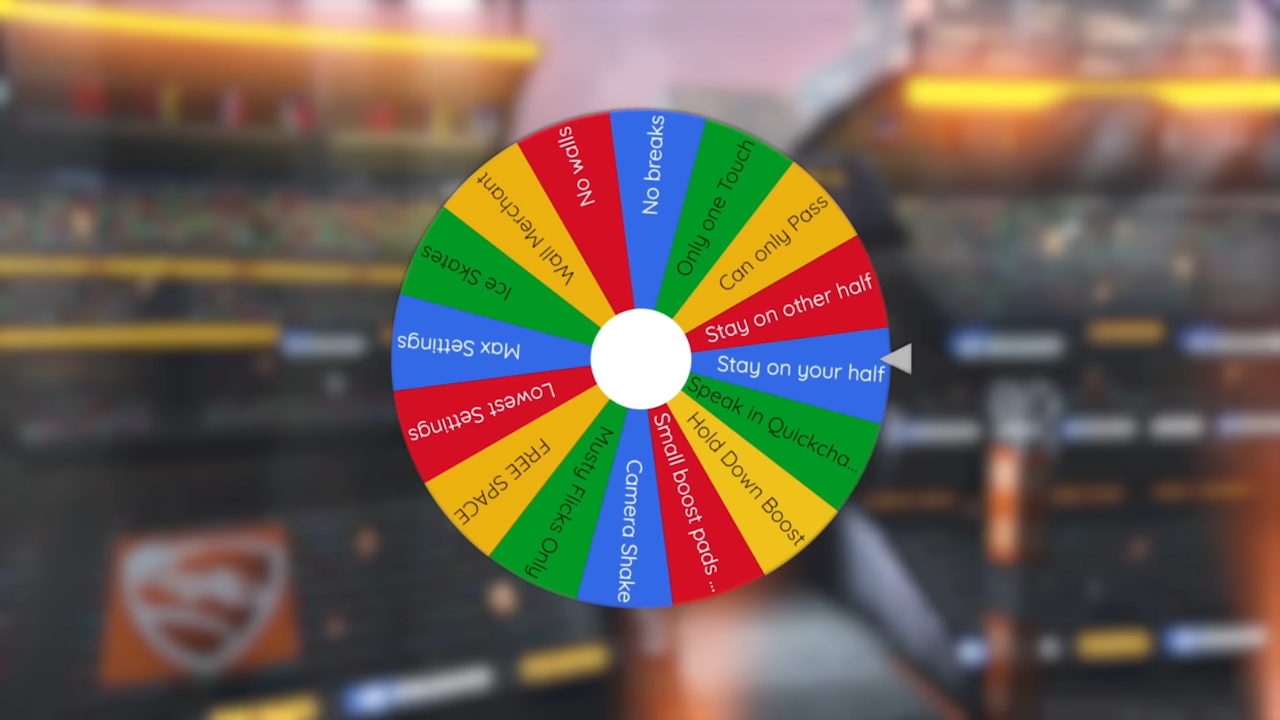 No breaks
Only one Touch
Can only Pass
Stay on other half
Stay on your half
Speak in Quickcha...
Hold Down Boost
Small boost pads ...
Camera Shake
Musty Flicks Only
FREE SPACE
Lowest Settings
Max Settings
Ice Skates
Wall Merchant
No walls